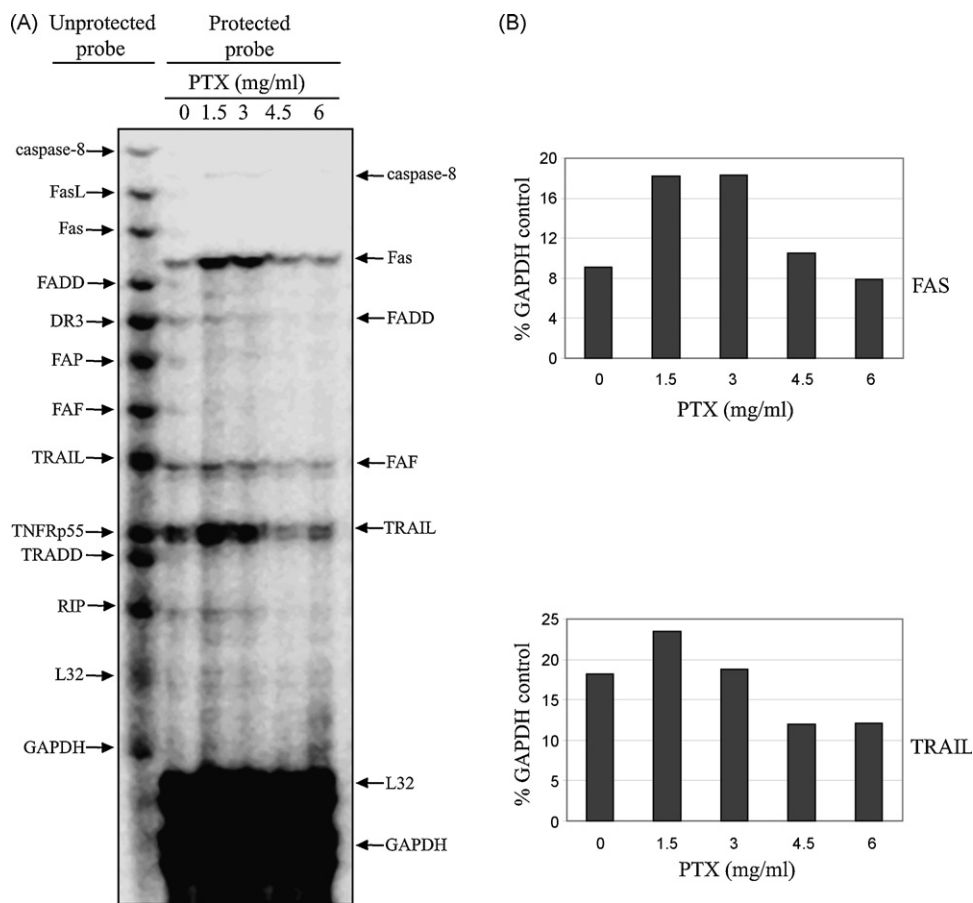 (A)
Unprotected
probe
Protected
probe
PTX (mg/ml)
0 1.5 3 4.5 6
caspase-8
FasL
Fas
FADD
DR3
FAP
FAF
TRAIL
TNFRp55
TRADD
RIP
L32
GAPDH
caspase-8
Fas
FADD
FAF
TRAIL
L32
GAPDH
(B)
% GAPDH control
20
16
12
8
4
0
0 1.5 3 4.5 6
PTX (mg/ml)
FAS
% GAPDH control
25
20
15
10
5
0
0 1.5 3 4.5 6
PTX (mg/ml)
TRAIL